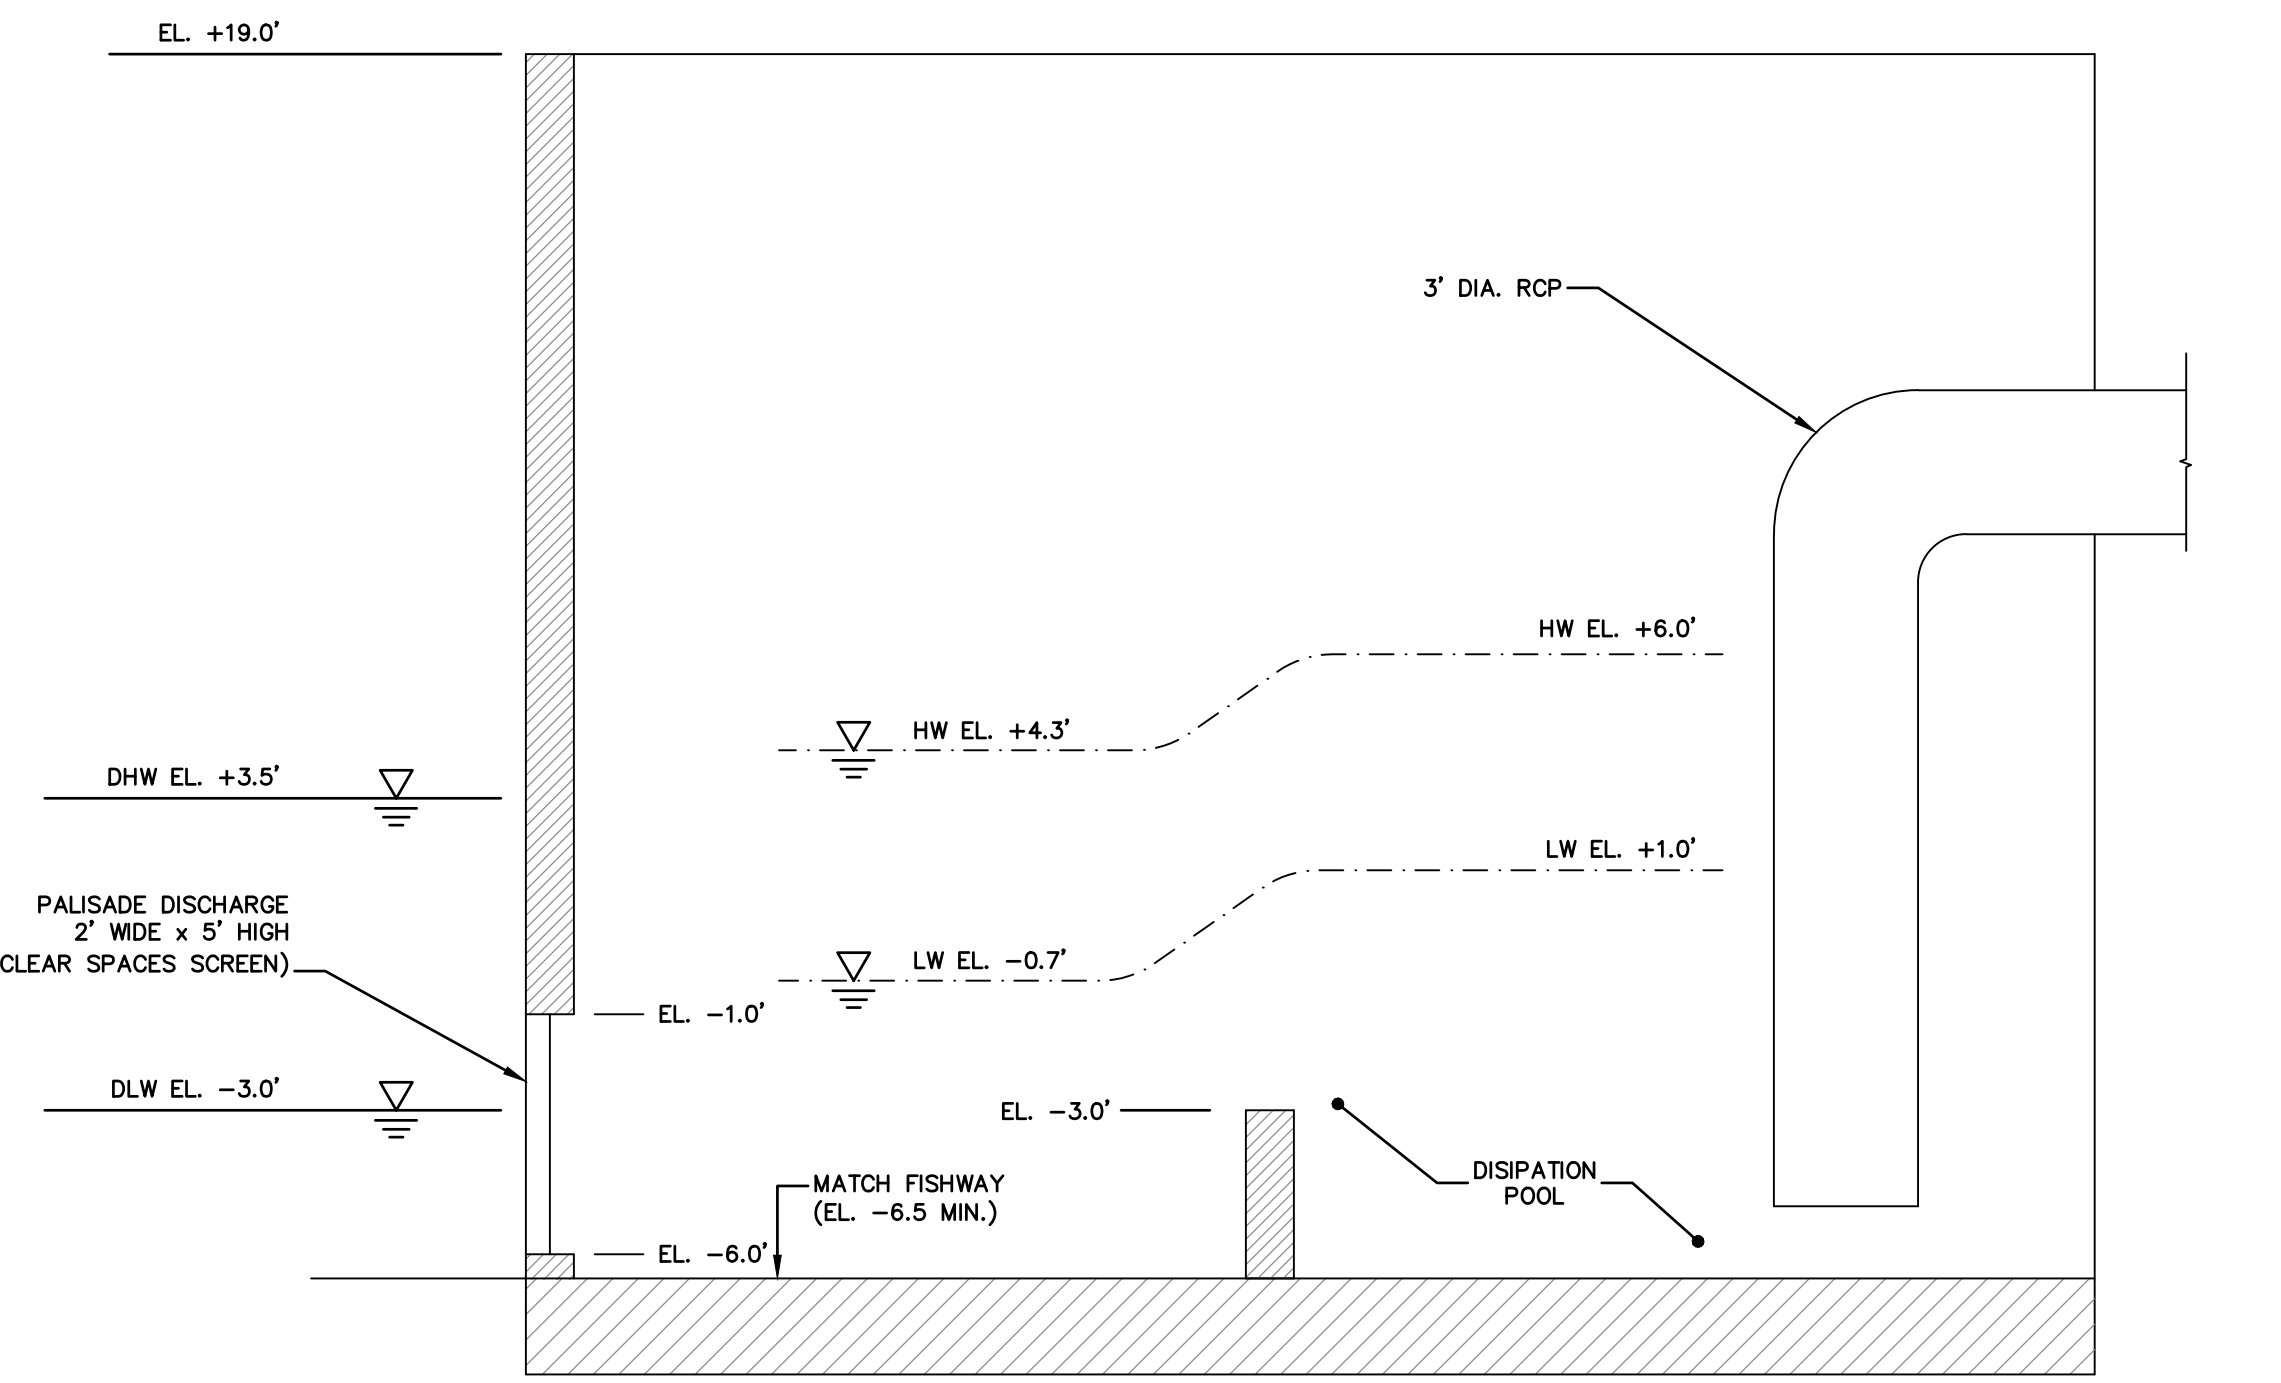 EL. +19.0'
3' DIA. RCP
HW EL. +6.0'
HW EL. +4.3'
DHW EL. +3.5'
LW EL. +1.0'
PALISADE DISCHARGE
2' WIDE x 5' HIGH
CLEAR SPACES SCREEN)
LW EL. -0.7'
EL. -1.0'
DLW EL. -3.0'
EL. -3.0'
DISIPATION
POOL
MATCH FISHWAY
(EL. -6.5 MIN.)
EL. -6.0'